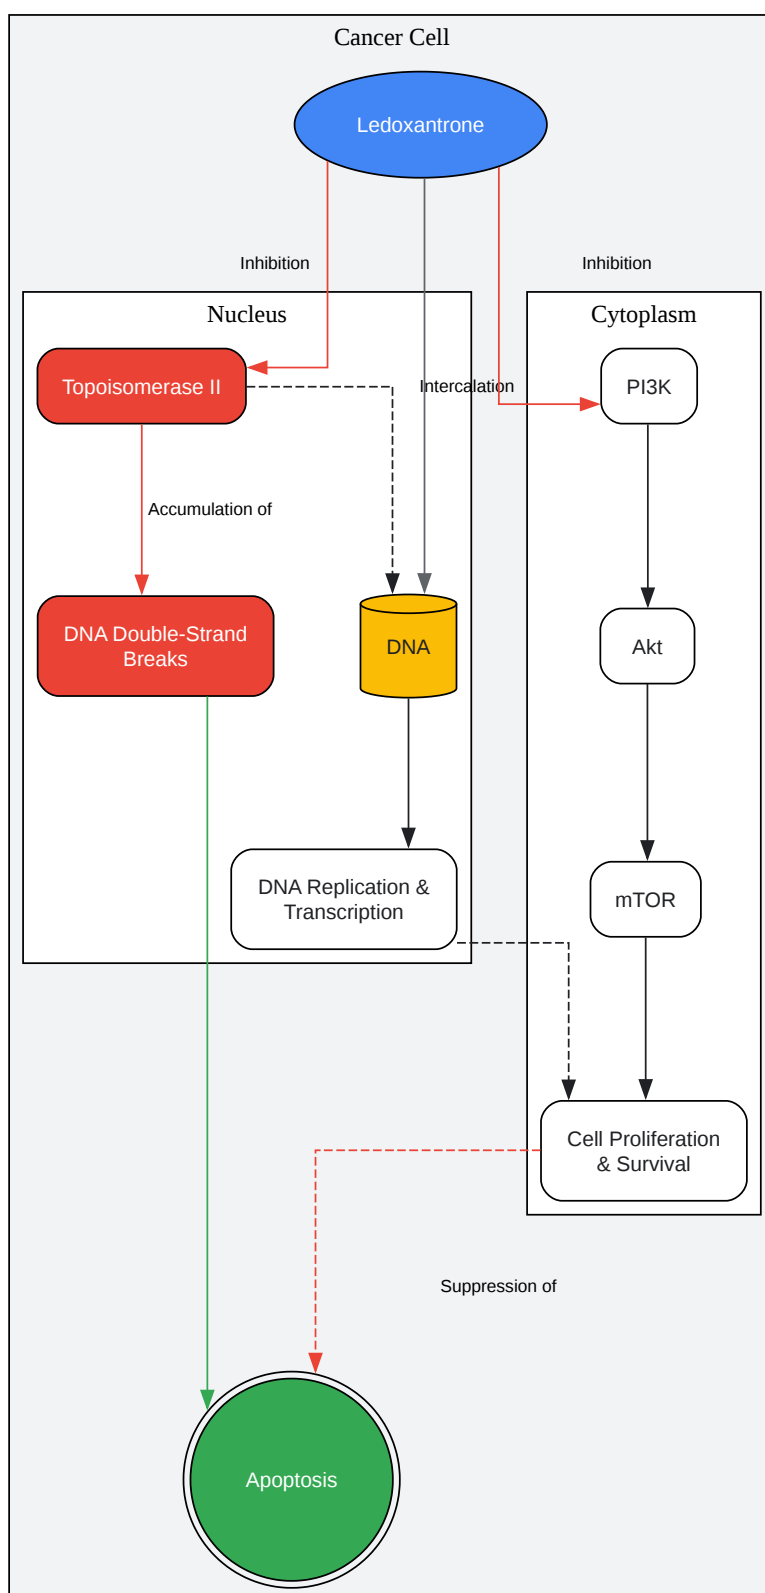 Cancer Cell
Ledoxantrone
Inhibition
Inhibition
Nucleus
Cytoplasm
Topoisomerase II
Intercalation
PI3K
Accumulation of
DNA Double-Strand
Breaks
DNA
Akt
DNA Replication &
Transcription
mTOR
Cell Proliferation
& Survival
Suppression of
Apoptosis